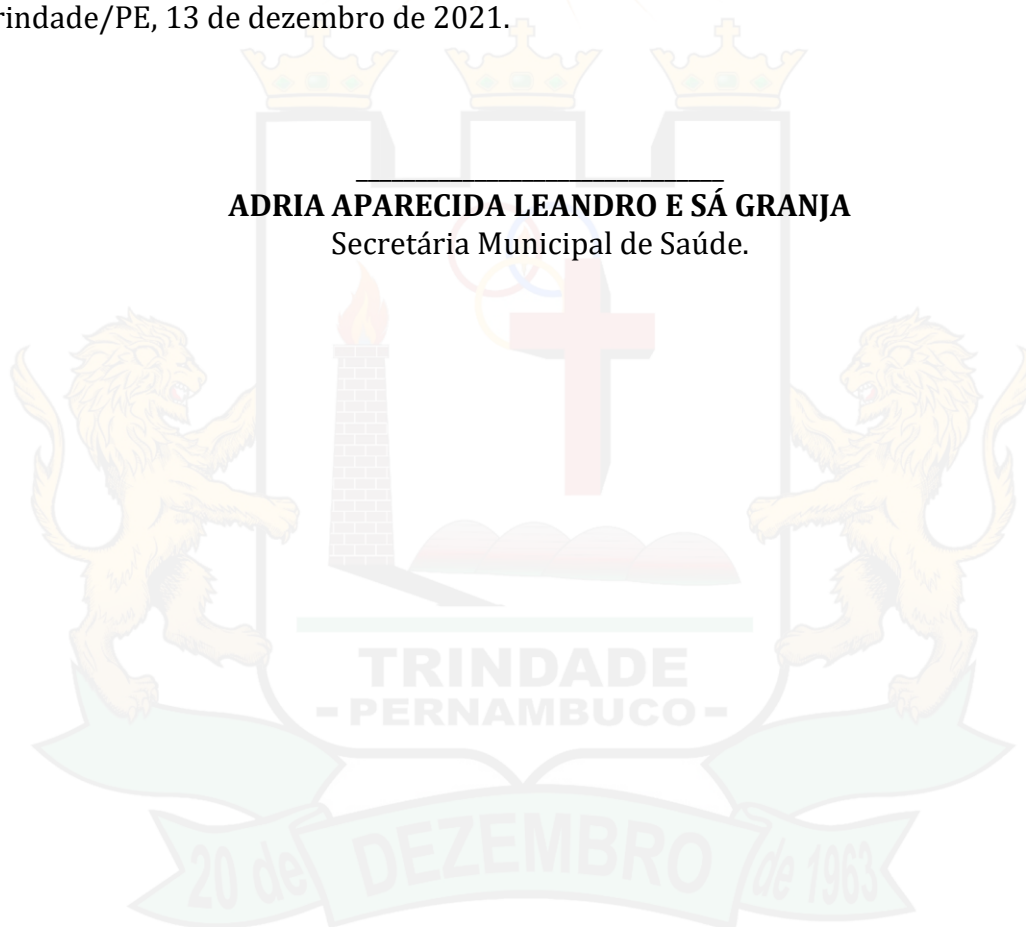 rindade/PE, 13 de dezembro de 2021.
ADRIA APARECIDA LEANDRO E SÁ GRANJA
Secretária Municipal de Saúde.
TRINDADE
- PERNAMBUCO -
20 de DEZEMBRO de 1963